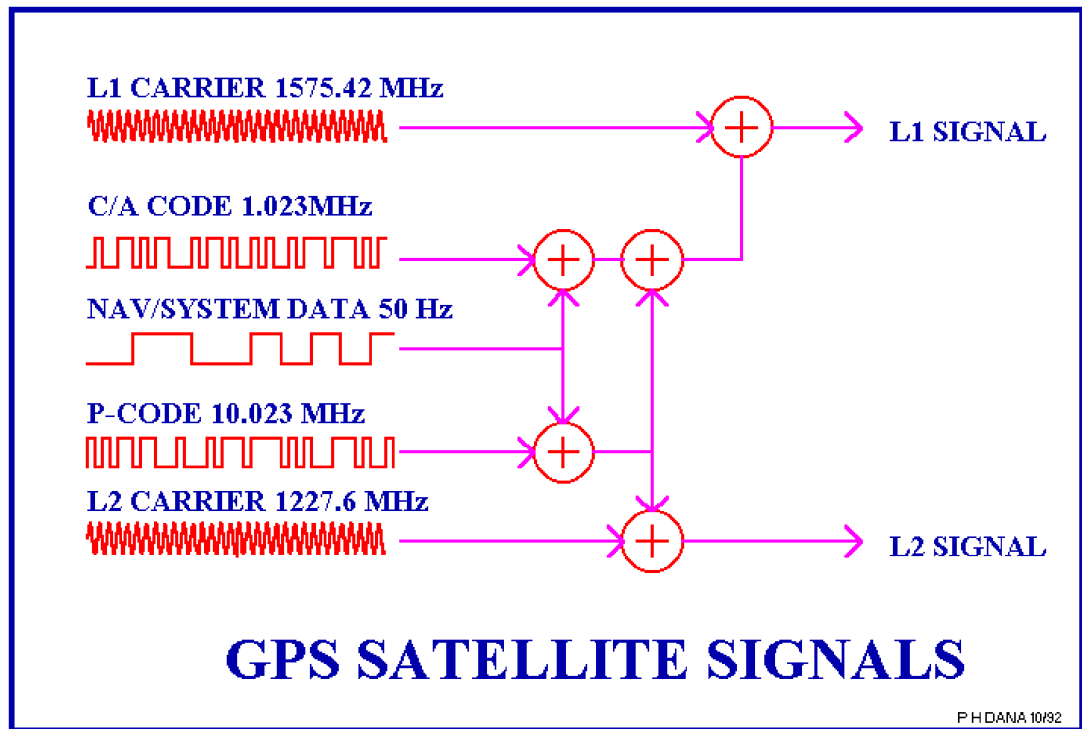 L1 CARRIER 1575.42 MHz
L1 SIGNAL
C/A CODE 1.023MHz
NAV/SYSTEM DATA 50 Hz
P-CODE 10.023 MHz
L2 CARRIER 1227.6 MHz
L2 SIGNAL
GPS SATELLITE SIGNALS
P H DANA 10/92